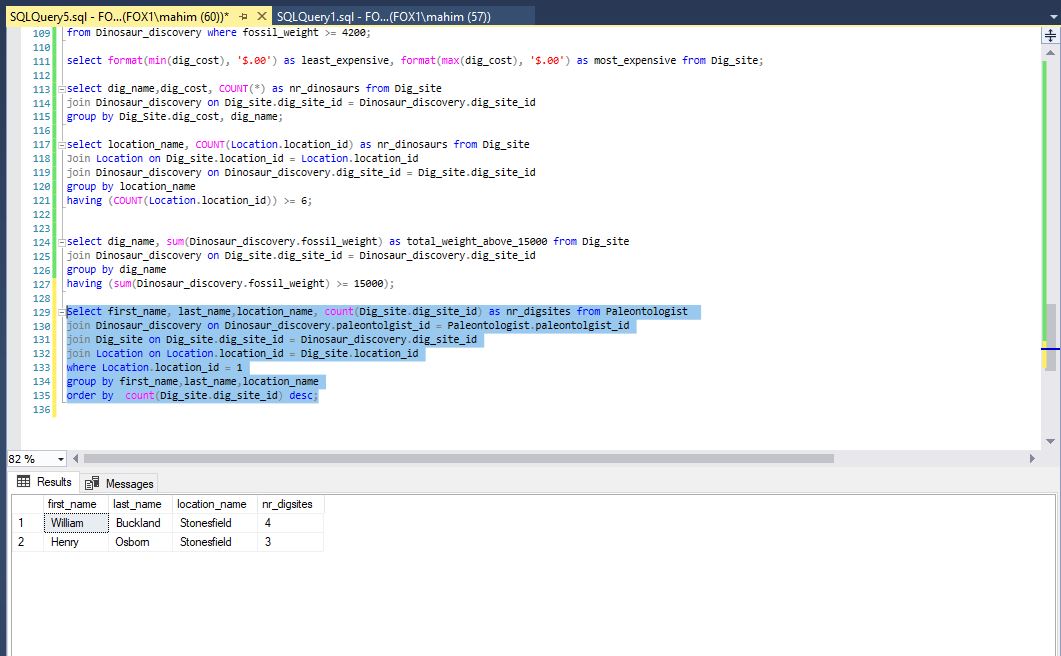 SQLQuery5.sql - FO...(FOX1\mahim (60))* SQLQuery1.sql - FO...(FOX1\mahim (57))
109 from Dinosaur_discovery where fossil_weight >= 4200;
110
111 select format(min(dig_cost), '$.00') as least_expensive, format(max(dig_cost), '$.00') as most_expensive from Dig_site;
112
113 select dig_name,dig_cost, COUNT(*) as nr_dinosaurs from Dig_site
114 join Dinosaur_discovery on Dig_site.dig_site_id = Dinosaur_discovery.dig_site_id
115 group by Dig_Site.dig_cost, dig_name;
116
117 select location_name, COUNT(Location.location_id) as nr_dinosaurs from Dig_site
118 Join Location on Dig_site.location_id = Location.location_id
119 join Dinosaur_discovery on Dinosaur_discovery.dig_site_id = Dig_site.dig_site_id
120 group by location_name
121 having (COUNT(Location.location_id)) >= 6;
122
123
124 select dig_name, sum(Dinosaur_discovery.fossil_weight) as total_weight_above_15000 from Dig_site
125 join Dinosaur_discovery on Dig_site.dig_site_id = Dinosaur_discovery.dig_site_id
126 group by dig_name
127 having (sum(Dinosaur_discovery.fossil_weight) >= 15000);
128
129 Select first_name, last_name,location_name, count(Dig_site.dig_site_id) as nr_digsites from Paleontologist
130 join Dinosaur_discovery on Dinosaur_discovery.paleontolgist_id = Paleontologist.paleontolgist_id
131 join Dig_site on Dig_site.dig_site_id = Dinosaur_discovery.dig_site_id
132 join Location on Location.location_id = Dig_site.location_id
133 where Location.location_id = 1
134 group by first_name,last_name,location_name
135 order by  count(Dig_site.dig_site_id) desc;
136
82 %
Results Messages
first_name last_name location_name nr_digsites
1 William Buckland Stonesfield 4
2 Henry Osborn Stonesfield 3